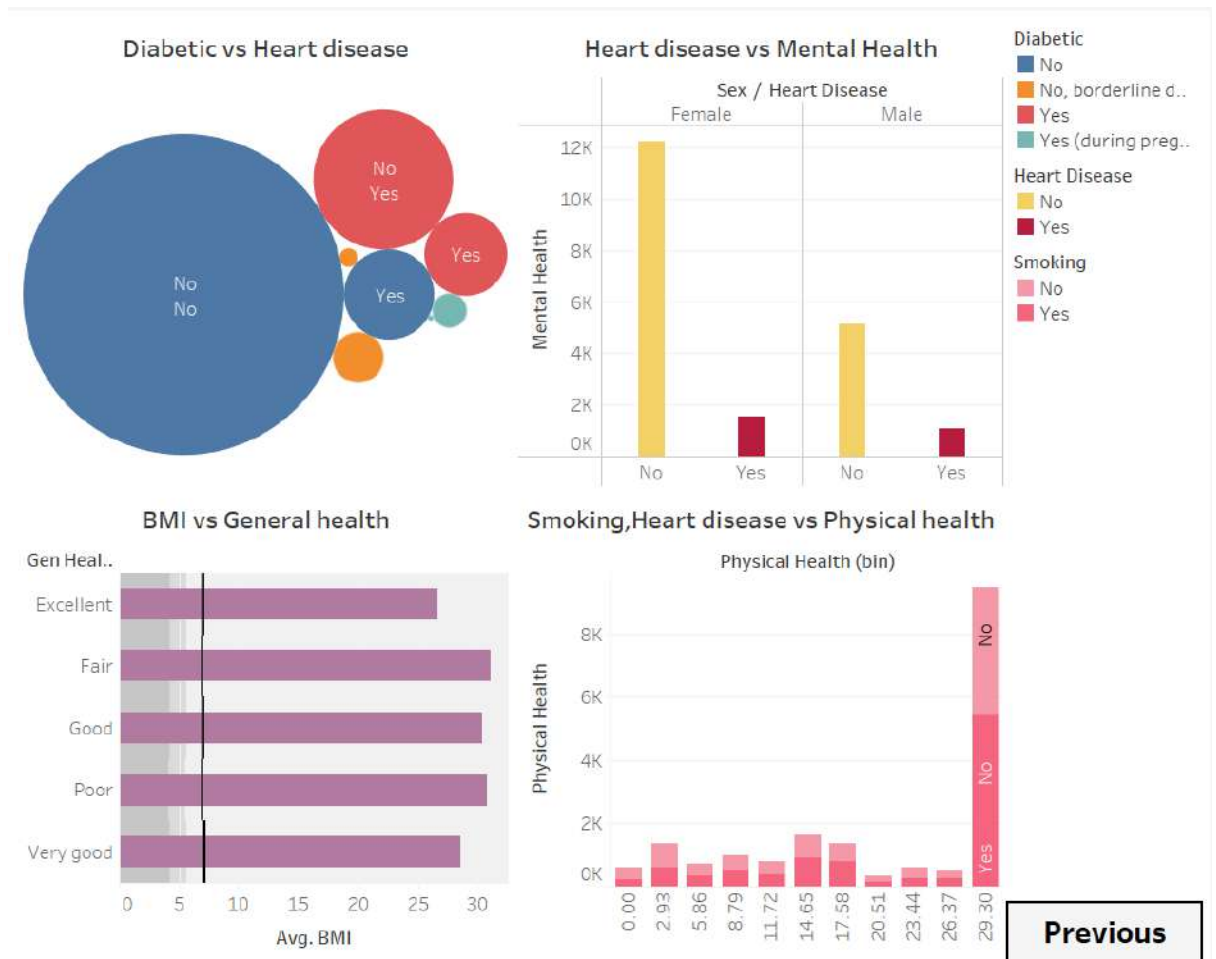 Diabetic vs Heart disease
No
No
No
Yes
Yes
Yes
Heart disease vs Mental Health
Sex / Heart Disease
Female
Male
Mental Health
12K
10K
8K
6K
4K
2K
0K
No
Yes
No
Yes
Diabetic
No
No, borderline d..
Yes
Yes (during preg..
Heart Disease
No
Yes
Smoking
No
Yes
BMI vs General health
Gen Heal..
Excellent
Fair
Good
Poor
Very good
0 5 10 15 20 25 30
Avg. BMI
Smoking,Heart disease vs Physical health
Physical Health (bin)
Physical Health
8K
6K
4K
2K
0K
No
No
Yes
0.00
2.93
5.86
8.79
11.72
14.65
17.58
20.51
23.44
26.37
29.30
Previous